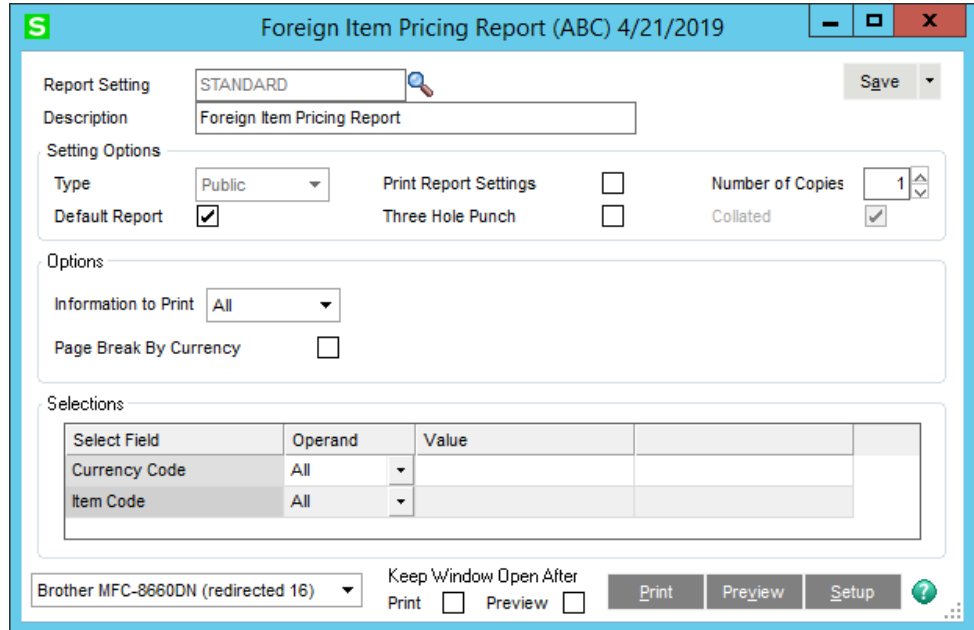 S Foreign Item Pricing Report (ABC) 4/21/2019 X
Report Setting STANDARD Save
Description Foreign Item Pricing Report
Setting Options
Type Public Print Report Settings Number of Copies 1
Default Report Three Hole Punch Collated
Options
Information to Print All
Page Break By Currency
Selections
Select Field Operand Value
Currency Code All
Item Code All
Brother MFC-8660DN (redirected 16) Keep Window Open After
Print Preview Print Preview Setup ?